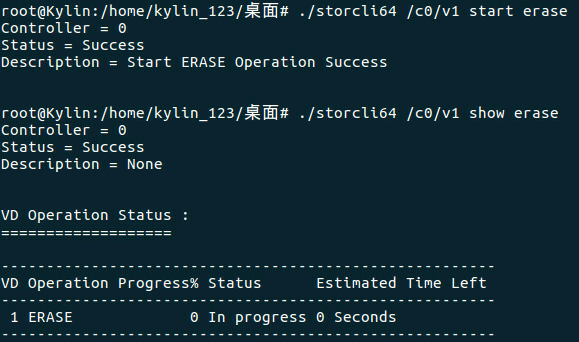 root@Kylin:/home/kylin_123/桌面# ./storcli64 /c0/v1 start erase
Controller = 0
Status = Success
Description = Start ERASE Operation Success
root@Kylin:/home/kylin_123/桌面# ./storcli64 /c0/v1 show erase
Controller = 0
Status = Success
Description = None
VD Operation Status :
===================
-------------------------------------------------------
VD Operation Progress% Status      Estimated Time Left
-------------------------------------------------------
 1 ERASE             0 In progress 0 Seconds
-------------------------------------------------------